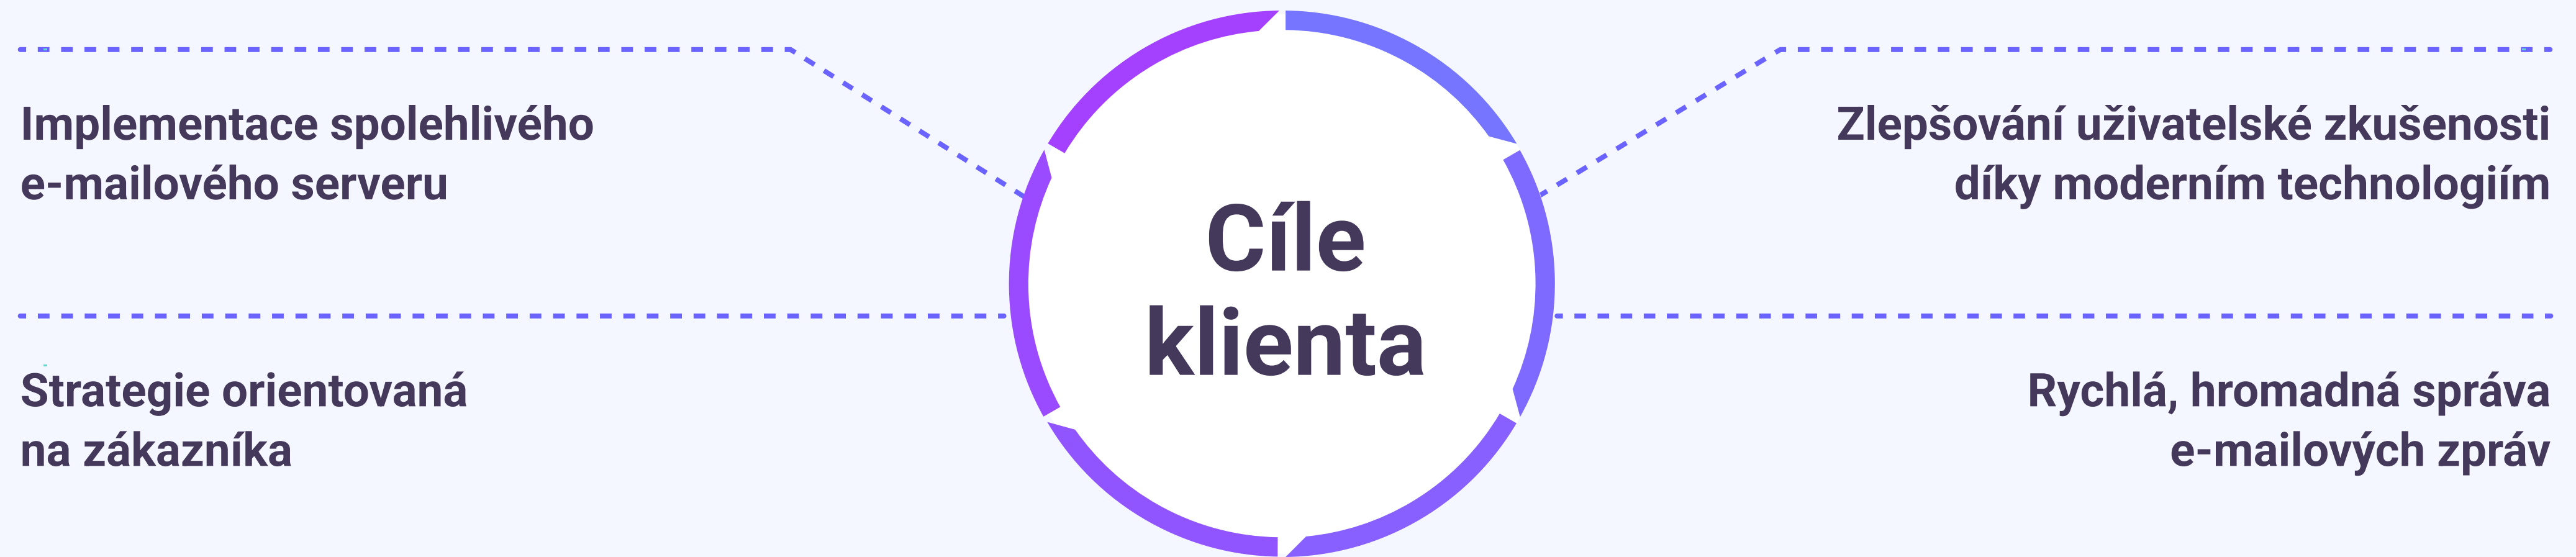 Implementace spolehlivého
e-mailového serveru
Strategie orientovaná
na zákazníka
Cíle
klienta
Zlepšování uživatelské zkušenosti
díky moderním technologiím
Rychlá, hromadná správa
e-mailových zpráv